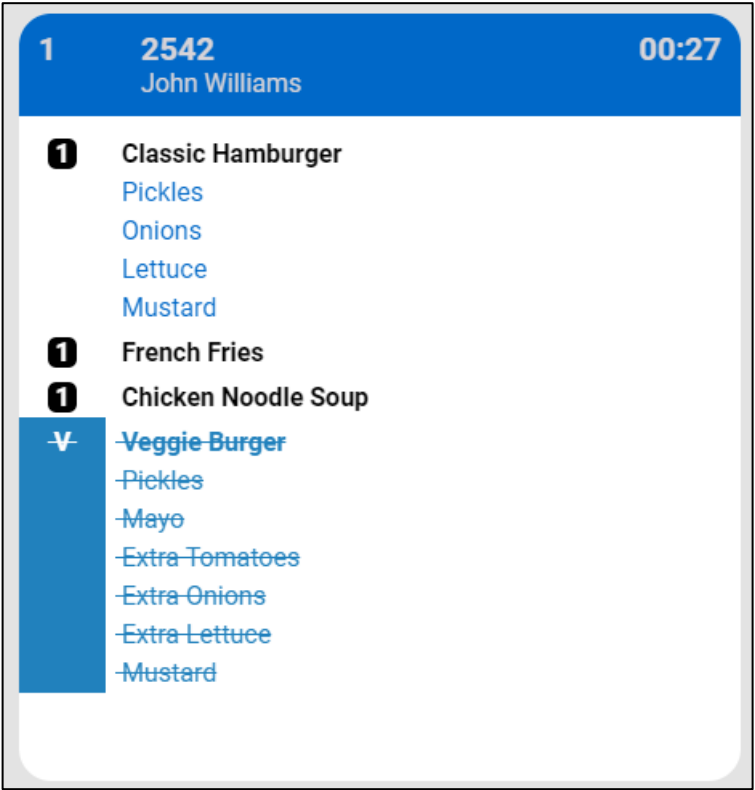 1 2542 00:27
John Williams
1 Classic Hamburger
Pickles
Onions
Lettuce
Mustard
1 French Fries
1 Chicken Noodle Soup
V Veggie Burger
Pickles
Mayo
Extra Tomatoes
Extra Onions
Extra Lettuce
Mustard